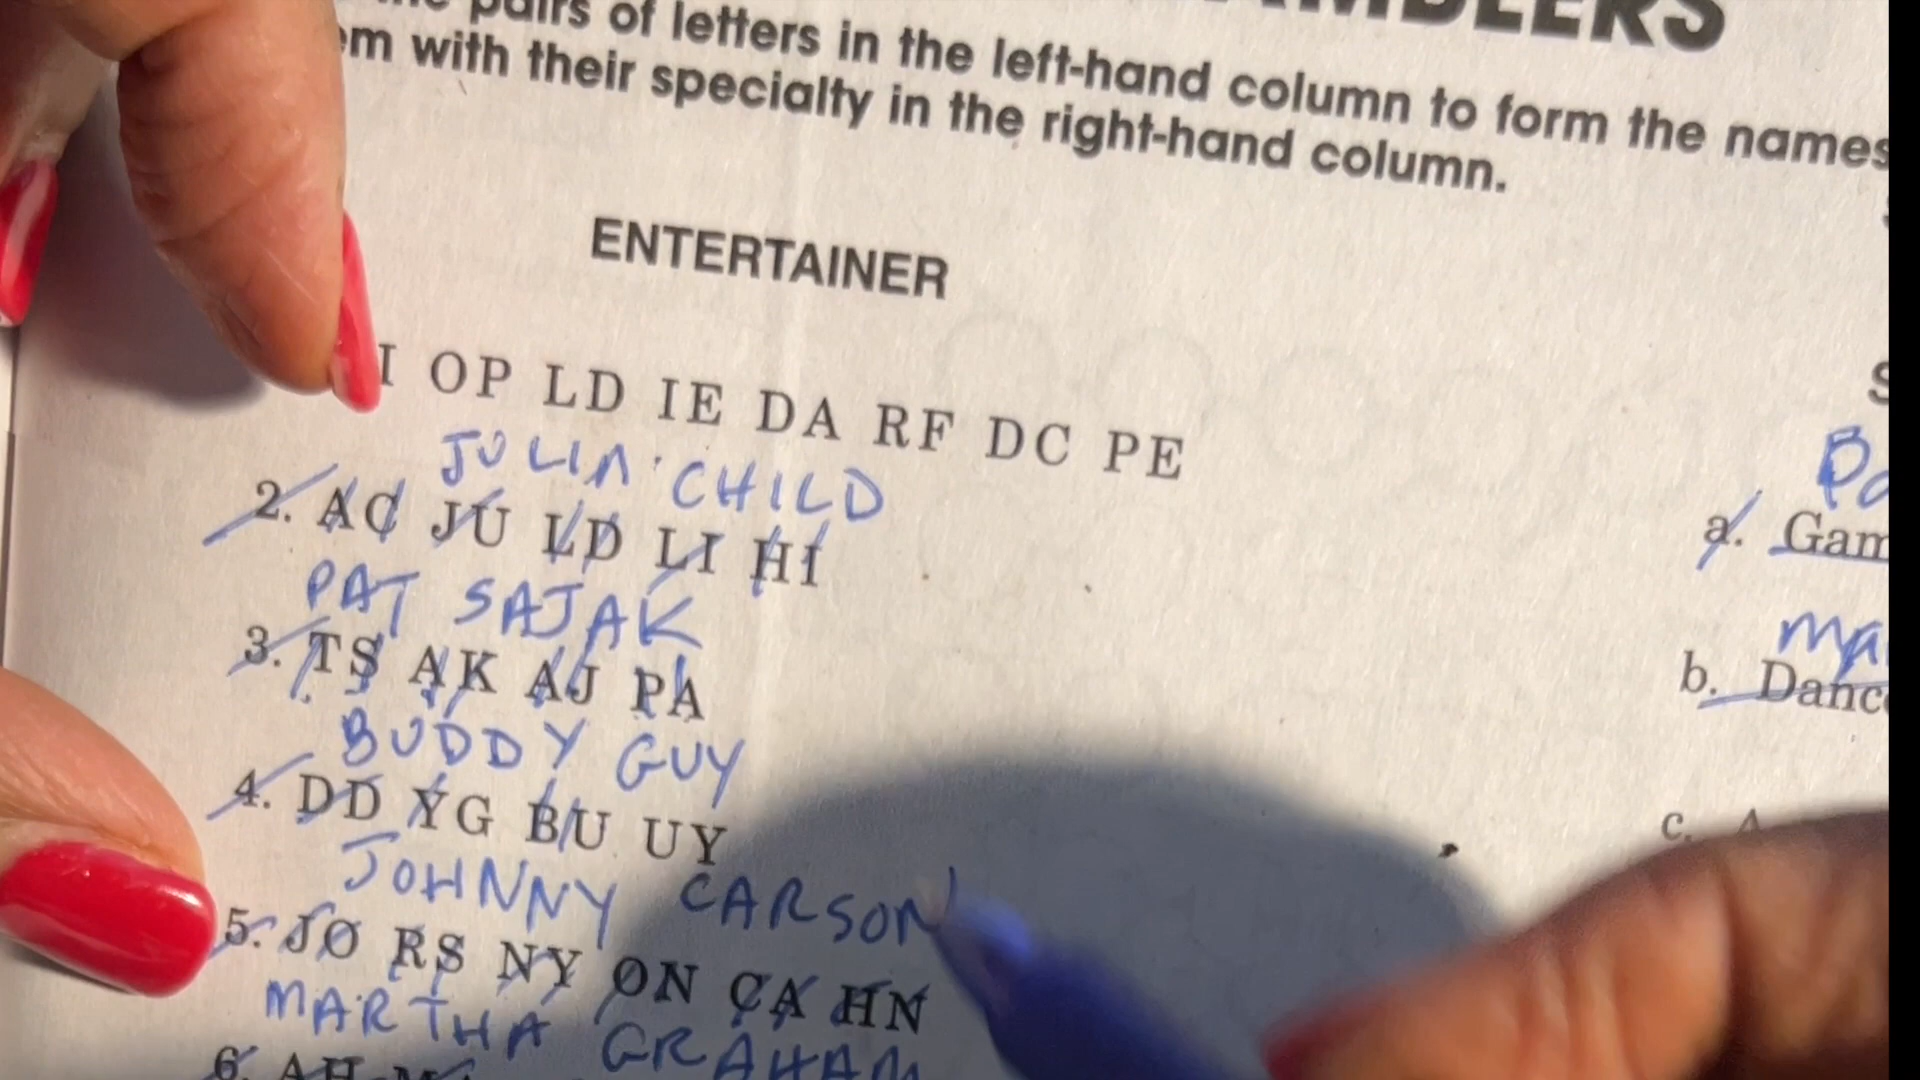 pairs of letters in the left-hand column to form the names
with their specialty in the right-hand column.
ENTERTAINER
I OP LD IE DA RF DC PE
JULIA CHILD
2. AC JU LD LI HI
PAT SAJAK
3. TS AK AJ PA
BUDDY GUY
4. DD YG BU UY
JOHNNY CARSON
5. JO RS NY ON CA HN
MARTHA GRAHAM
6. AH
a. Gam
b. Danc
c.